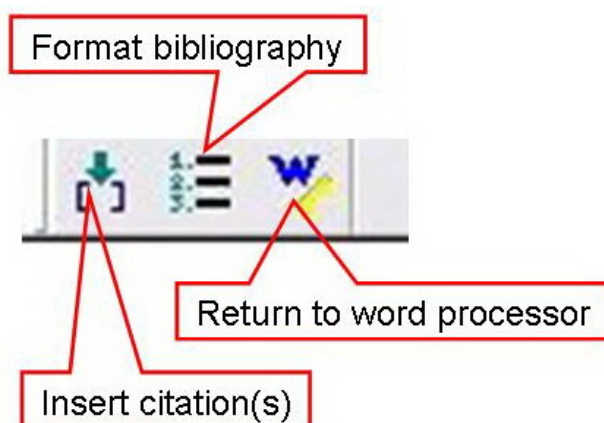 Format bibliography
W
Return to word processor
Insert citation(s)